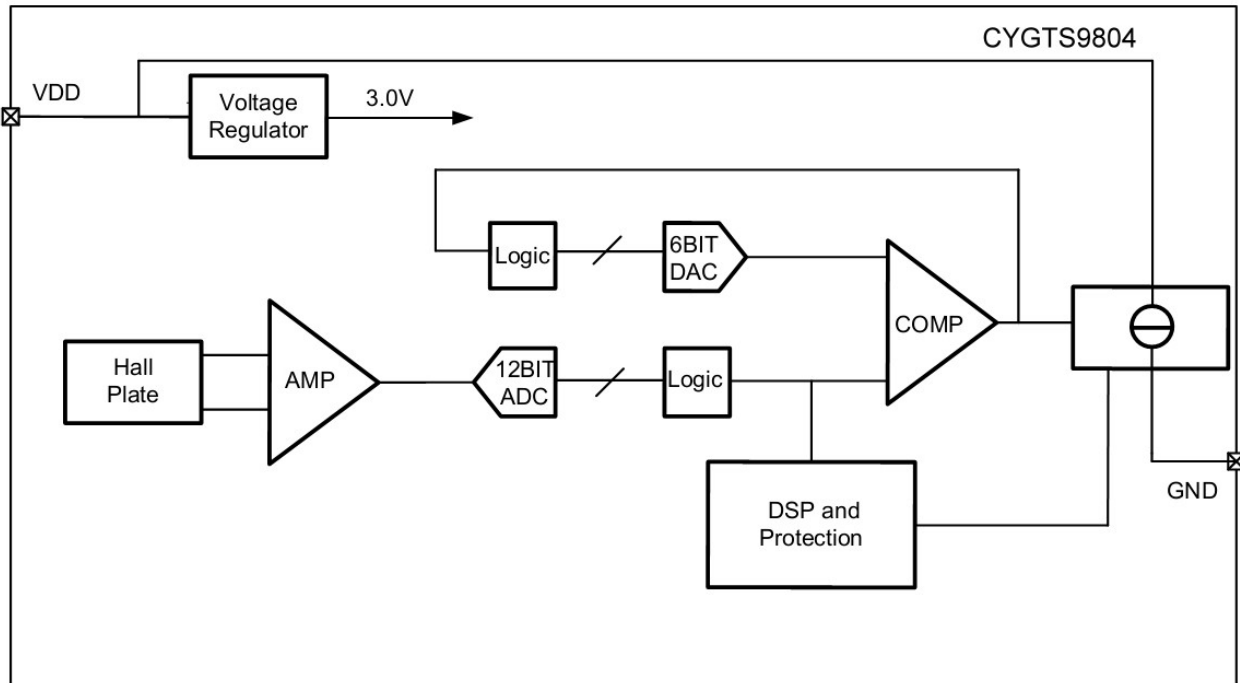 CYGTS9804
VDD
Voltage
Regulator
3.0V
Logic
6BIT
DAC
COMP
Hall
Plate
AMP
12BIT
ADC
Logic
DSP and
Protection
GND